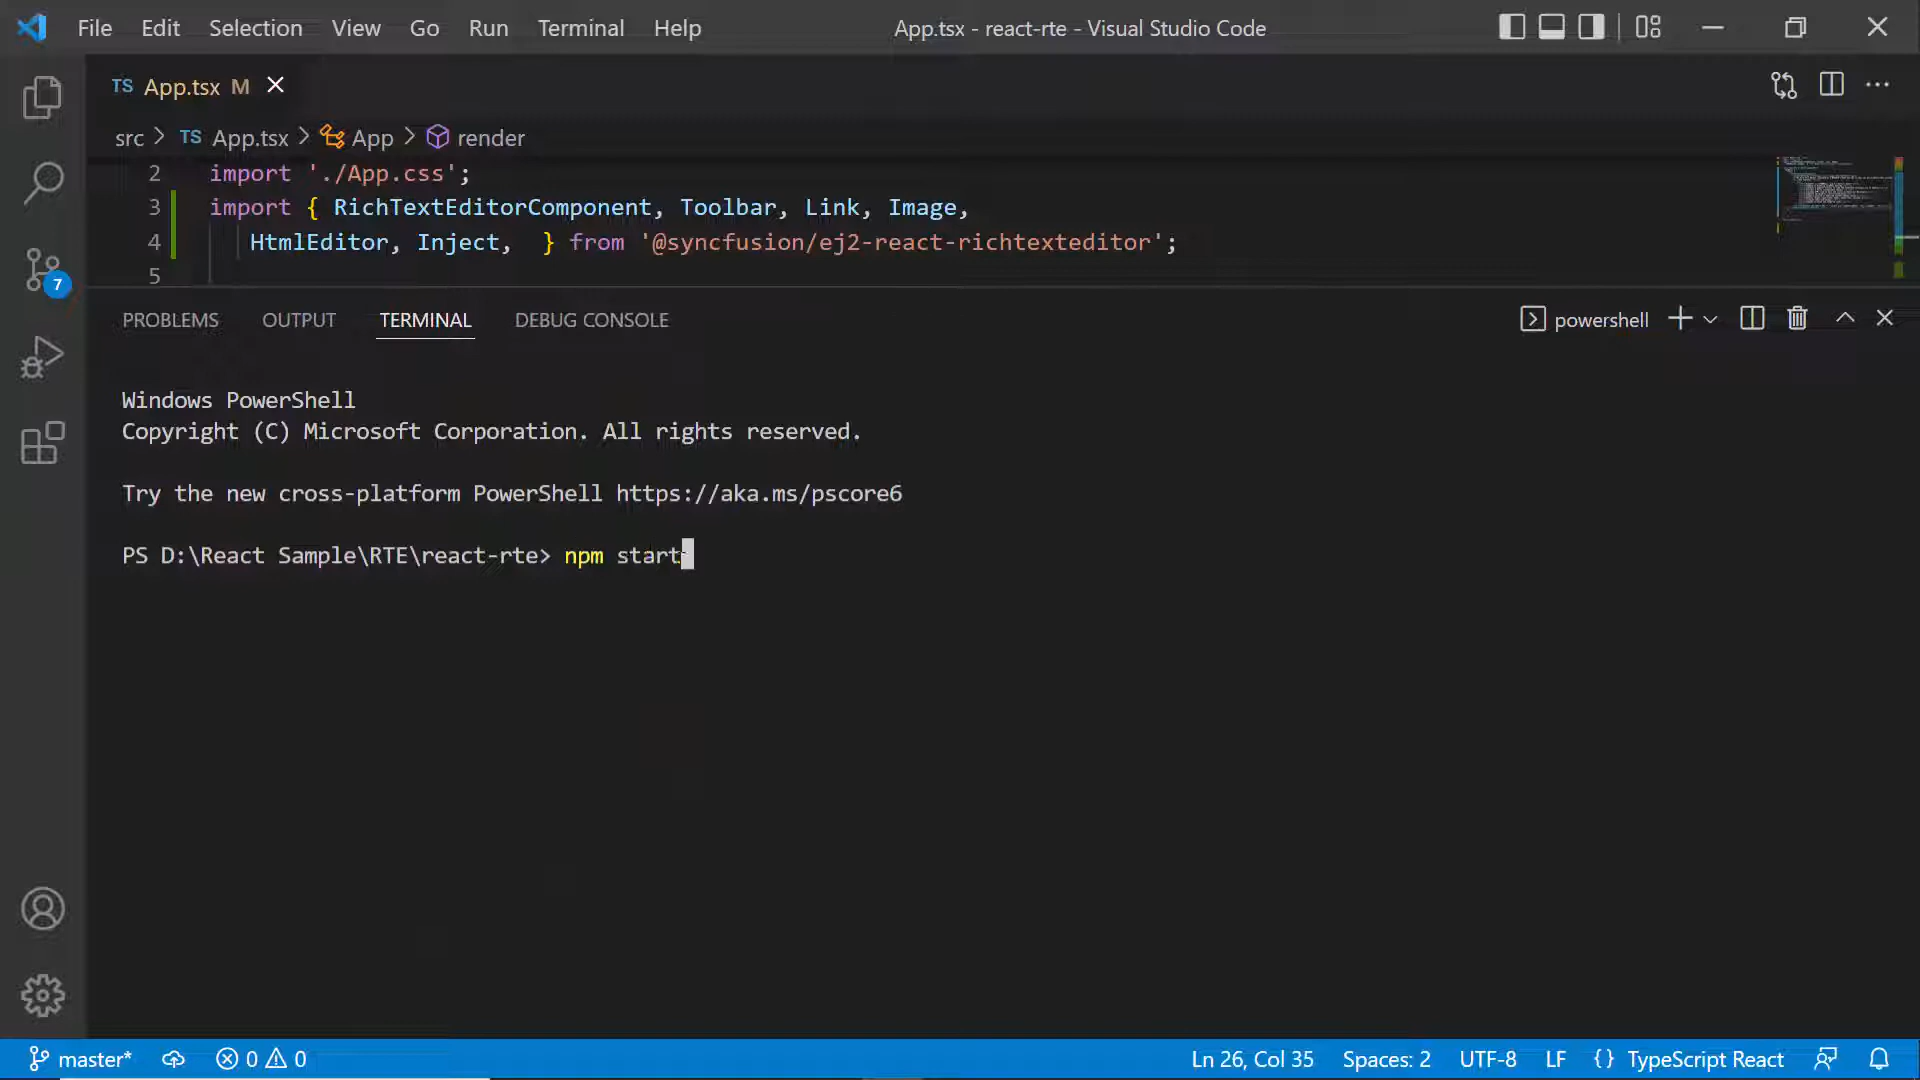 File Edit Selection View Go Run Terminal Help App.tsx - react-rte - Visual Studio Code
TS App.tsx M
src > TS App.tsx > App > render
2 import './App.css';
3 import { RichTextEditorComponent, Toolbar, Link, Image,
4 HtmlEditor, Inject, } from '@syncfusion/ej2-react-richtexteditor';
5
7
PROBLEMS OUTPUT TERMINAL DEBUG CONSOLE powershell
Windows PowerShell
Copyright (C) Microsoft Corporation. All rights reserved.
Try the new cross-platform PowerShell https://aka.ms/pscore6
PS D:\React Sample\RTE\react-rte> npm start
master* 0 0 Ln 26, Col 35 Spaces: 2 UTF-8 LF {} TypeScript React